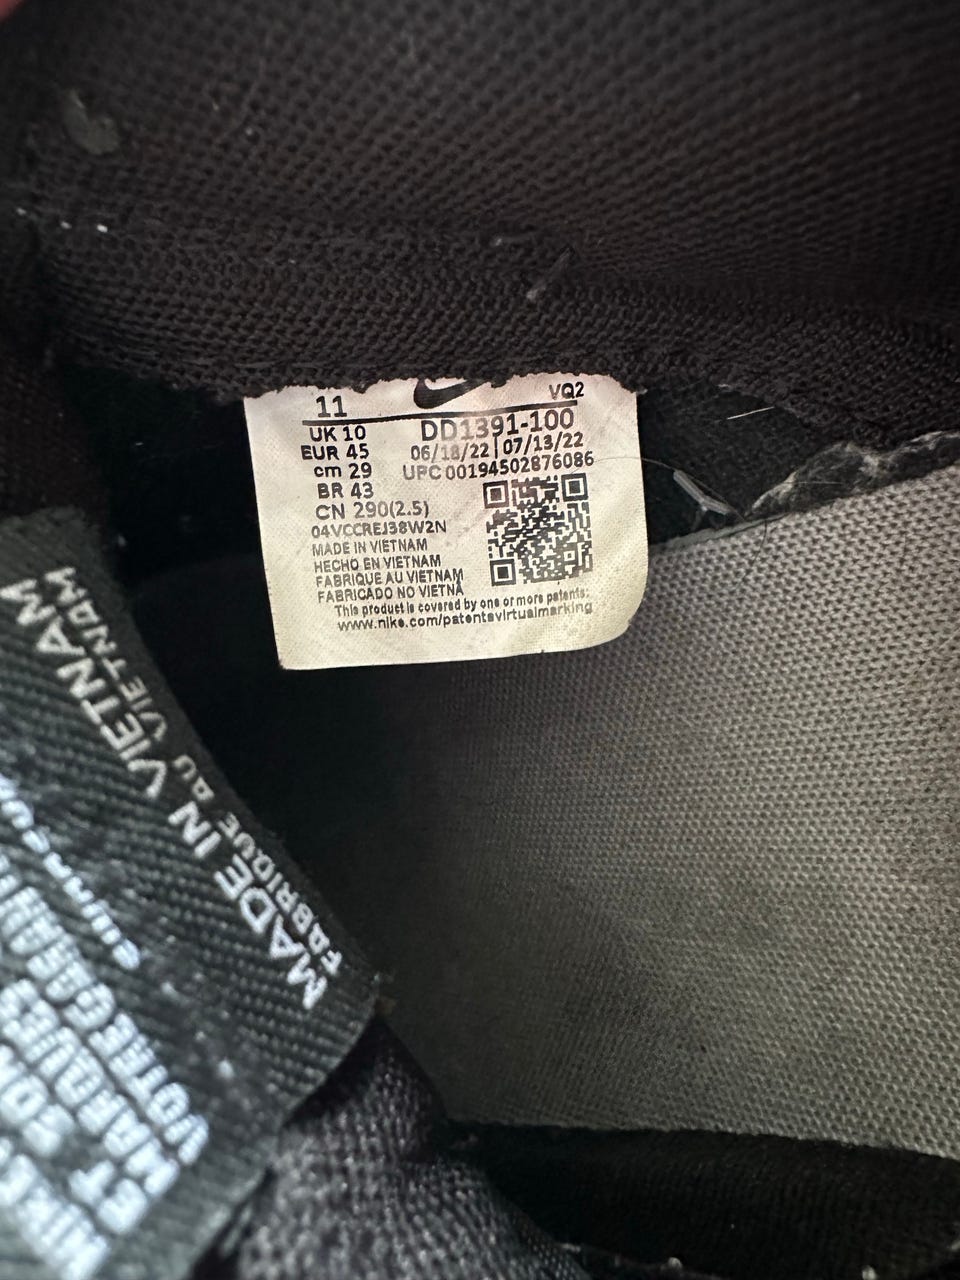 11 VQ2
UK 10 DD1391-100
EUR 45 06/18/22 07/13/22
cm 29 UPC 00194502876086
BR 43
CN 290(2.5)
04VCCREJ38W2N
MADE IN VIETNAM
HECHO EN VIETNAM
FABRIQUE AU VIETNAM
FABRICADO NO VIETNA
This product is covered by one or more patents:
www.nike.com/patentsvirtualmarking
MADE IN VIETNAM
FABRIQUE AU VIETNAM